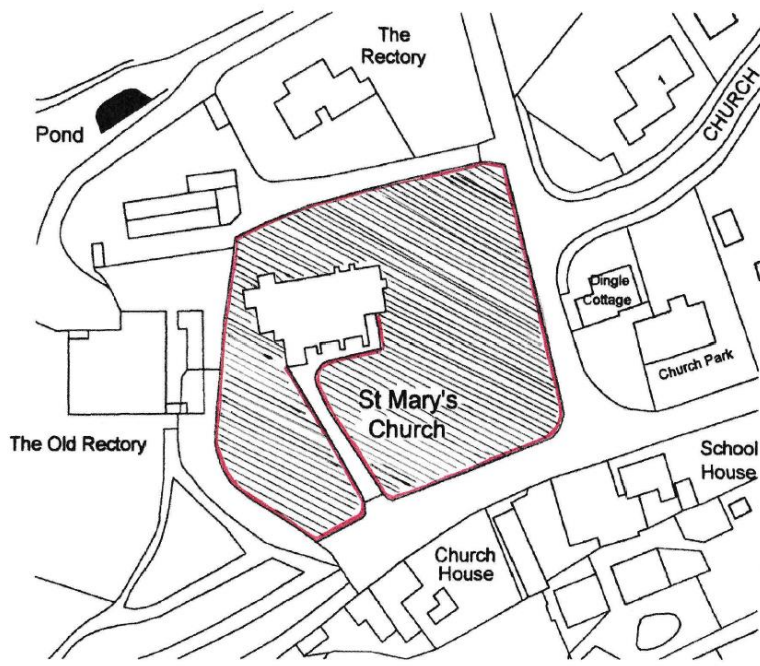 The
Rectory
Pond
1
CHURCH
Dingle
Cottage
Church Park
St Mary's
Church
The Old Rectory
School
House
Church
House